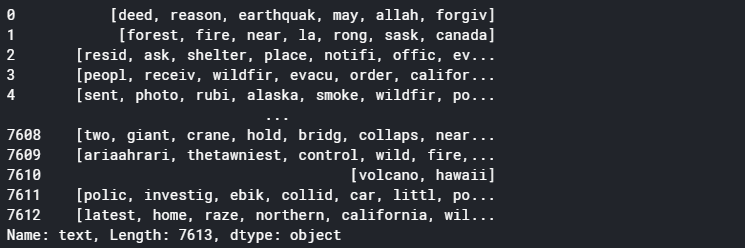 0 [deed, reason, earthquak, may, allah, forgiv]
1 [forest, fire, near, la, rong, sask, canada]
2 [resid, ask, shelter, place, notifi, offic, ev...
3 [peopl, receiv, wildfir, evacu, order, califor...
4 [sent, photo, rubi, alaska, smoke, wildfir, po...
...
7608 [two, giant, crane, hold, bridg, collaps, near...
7609 [ariaahrari, thetawniest, control, wild, fire,...
7610 [volcano, hawaii]
7611 [polic, investig, ebik, collid, car, littl, po...
7612 [latest, home, raze, northern, california, wil...
Name: text, Length: 7613, dtype: object